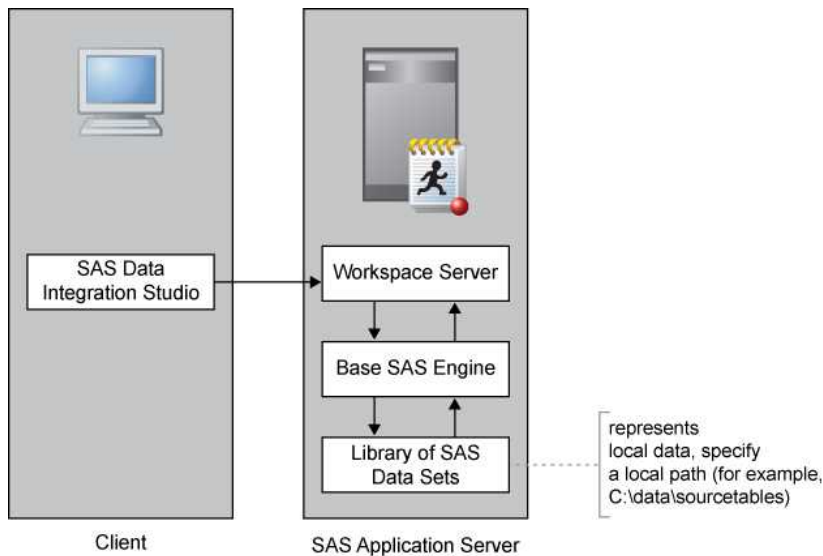 SAS Data
Integration Studio
Workspace Server
Base SAS Engine
Library of SAS
Data Sets
represents
local data, specify
a local path (for example,
C:\data\sourcetables)
Client
SAS Application Server